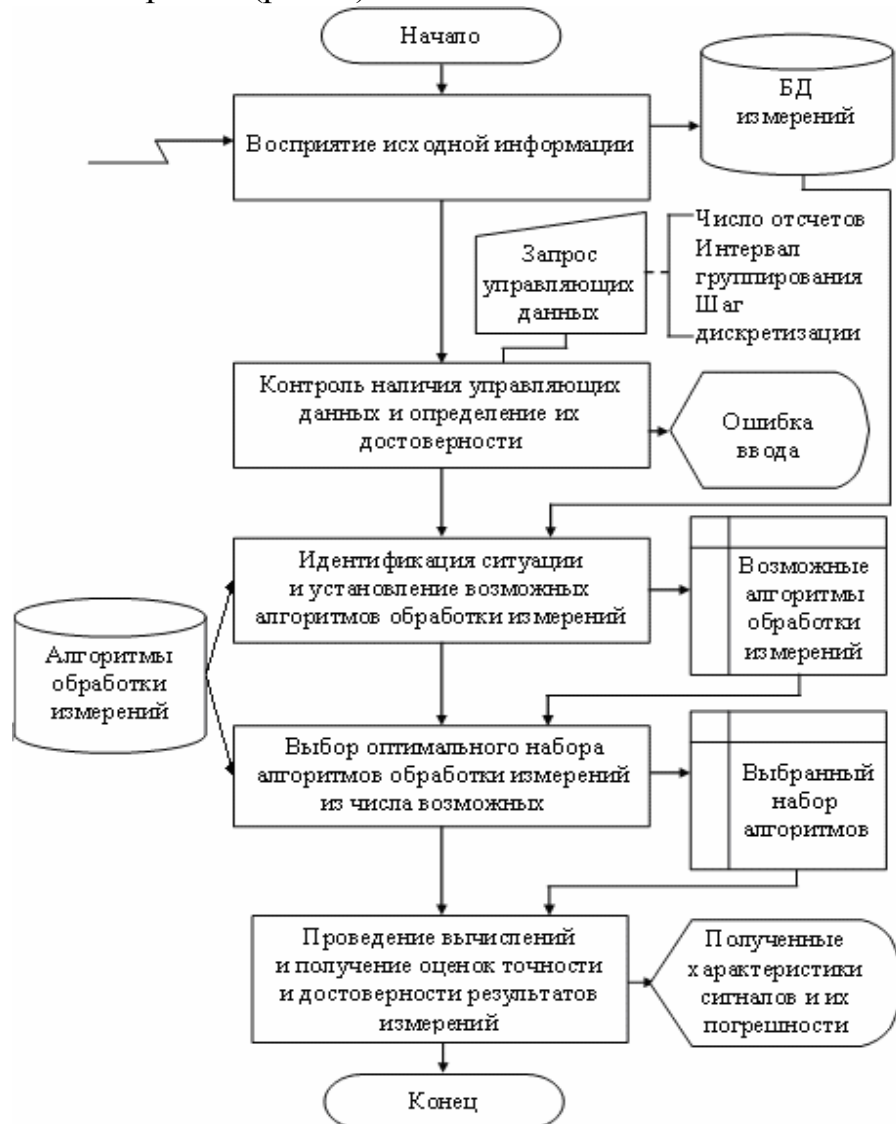 Начало
БД
измерений
Восприятие исходной информации
Запрос
управляющих
данных
Число отсчетов
Интервал
группирования
Шаг
дискретизации
Контроль наличия управляющих
данных и определение их
достоверности
Ошибка
ввода
Идентификация ситуации
и установление возможных
алгоритмов обработки измерений
Возможные
алгоритмы
обработки
измерений
Алгоритмы
обработки
измерений
Выбор оптимального набора
алгоритмов обработки измерений
из числа возможных
Выбранный
набор
алгоритмов
Проведение вычислений
и получение оценок точности
и достоверности результатов
измерений
Полученные
характеристики
сигналов и их
погрешности
Конец